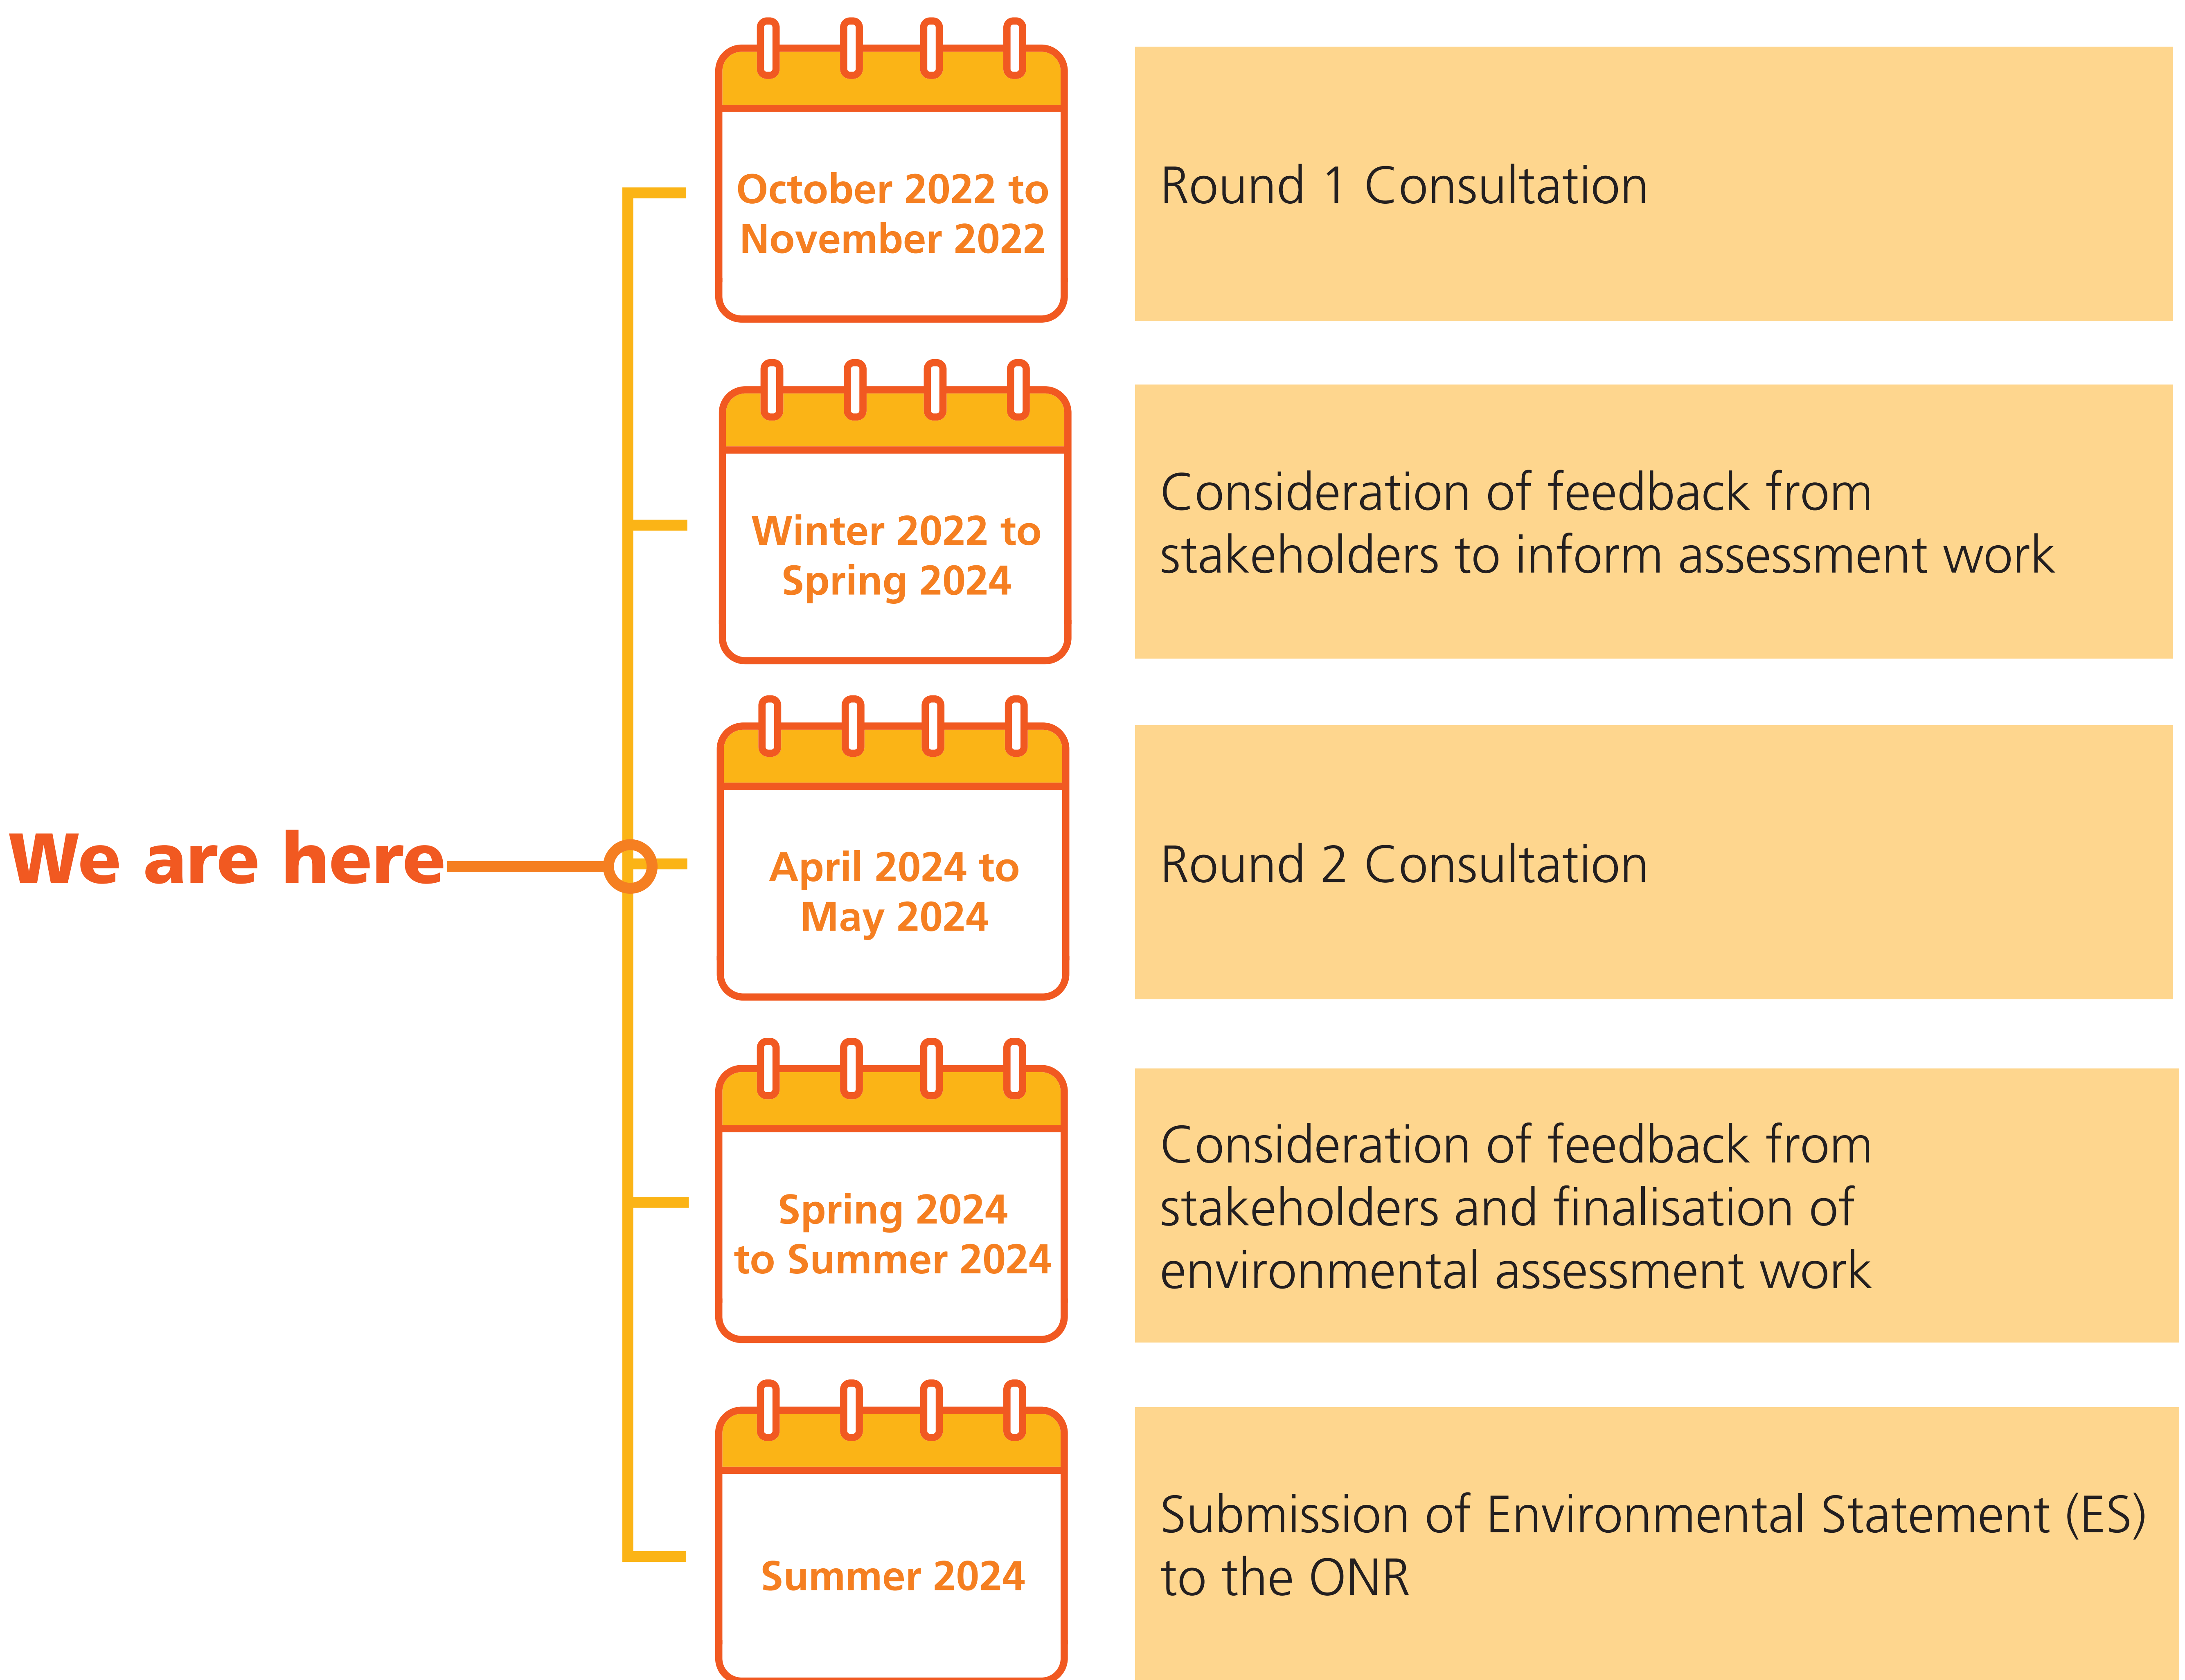 October 2022 to
November 2022
Round 1 Consultation
Winter 2022 to
Spring 2024
Consideration of feedback from
stakeholders to inform assessment work
We are here
April 2024 to
May 2024
Round 2 Consultation
Spring 2024
to Summer 2024
Consideration of feedback from
stakeholders and finalisation of
environmental assessment work
Summer 2024
Submission of Environmental Statement (ES)
to the ONR